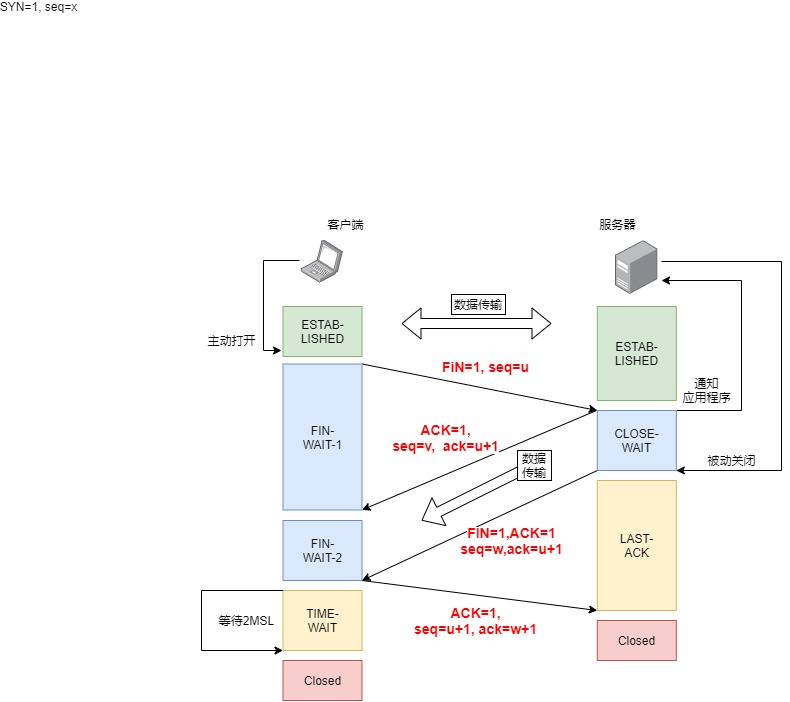 SYN=1, seq=x
客户端
服务器
数据传输
ESTAB-
LISHED
主动打开
ESTAB-
LISHED
FiN=1, seq=u
通知
应用程序
ACK=1,
seq=v, ack=u+1
FIN-
WAIT-1
CLOSE-
WAIT
数据
传输
被动关闭
FIN=1,ACK=1
seq=w,ack=u+1
FIN-
WAIT-2
LAST-
ACK
ACK=1,
seq=u+1, ack=w+1
等待2MSL
TIME-
WAIT
Closed
Closed